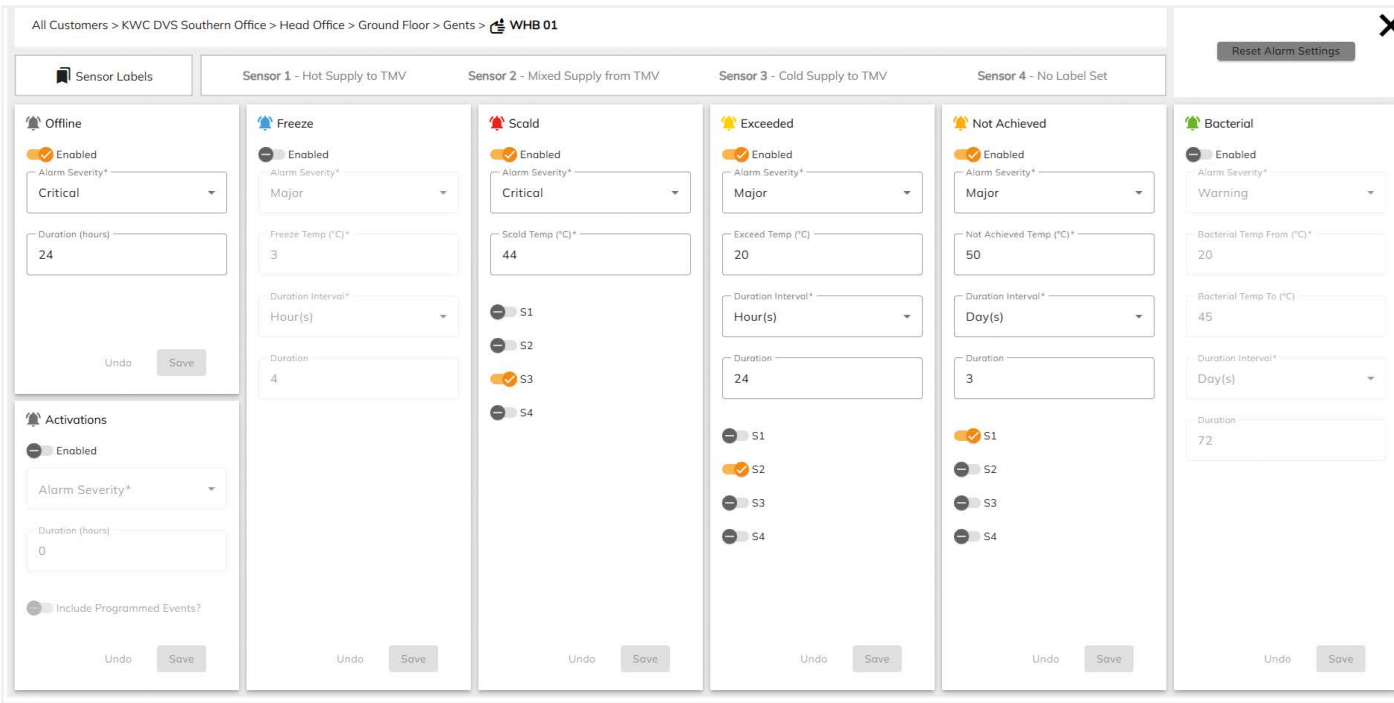 All Customers > KWC DVS Southern Office > Head Office > Ground Floor > Gents > WHB 01
Reset Alarm Settings
Sensor Labels
Sensor 1 - Hot Supply to TMV
Sensor 2 - Mixed Supply from TMV
Sensor 3 - Cold Supply to TMV
Sensor 4 - No Label Set
Offline
Enabled
Alarm Severity*
Critical
Duration (hours)
24
Undo
Save
Activations
Enabled
Alarm Severity*
Duration (hours)
0
Include Programmed Events?
Undo
Save
Freeze
Enabled
Alarm Severity*
Major
Freeze Temp (°C)*
3
Duration Interval*
Hour(s)
Duration
4
Undo
Save
Scald
Enabled
Alarm Severity*
Critical
Scald Temp (°C)*
44
S1
S2
S3
S4
Undo
Save
Exceeded
Enabled
Alarm Severity*
Major
Exceed Temp (°C)
20
Duration Interval*
Hour(s)
Duration
24
S1
S2
S3
S4
Undo
Save
Not Achieved
Enabled
Alarm Severity*
Major
Not Achieved Temp (°C)*
50
Duration Interval*
Day(s)
Duration
3
S1
S2
S3
S4
Undo
Save
Bacterial
Enabled
Alarm Severity*
Warning
Bacterial Temp From (°C)*
20
Bacterial Temp To (°C)
45
Duration Interval*
Day(s)
Duration
72
Undo
Save